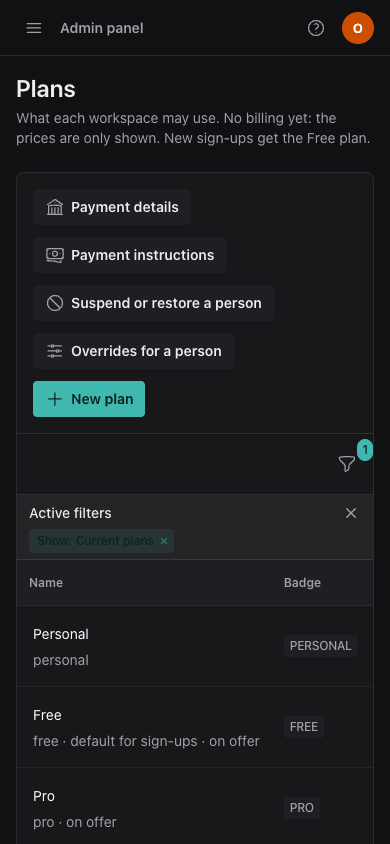 Admin panel
O
Plans
What each workspace may use. No billing yet: the
prices are only shown. New sign-ups get the Free plan.
Payment details
Payment instructions
Suspend or restore a person
Overrides for a person
New plan
1
Active filters
Show: Current plans ×
Name Badge
Personal
personal
PERSONAL
Free
free · default for sign-ups · on offer
FREE
Pro
pro · on offer
PRO